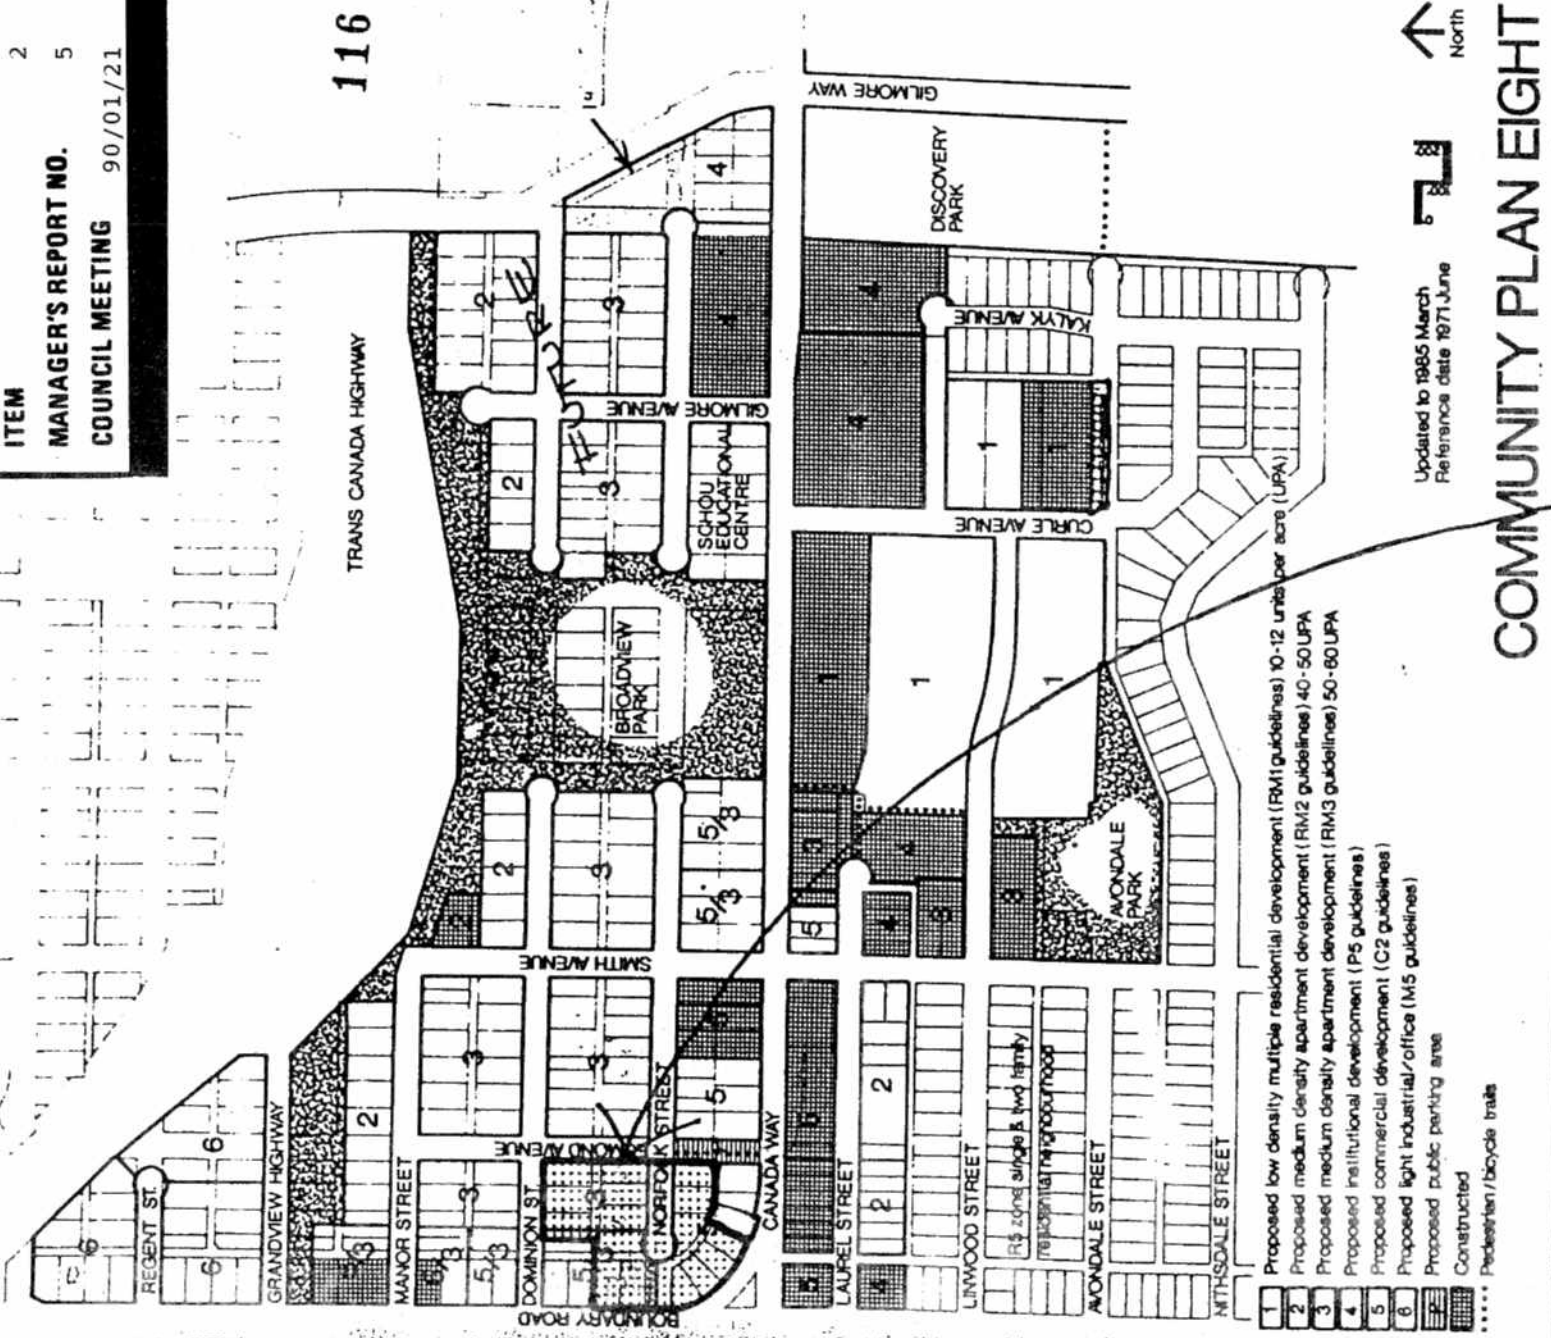 ITEM 2
MANAGER'S REPORT NO. 5
COUNCIL MEETING 90/01/21
116
TRANS CANADA HIGHWAY
REGENT ST.
GRANDVIEW HIGHWAY
MANOR STREET
DOMINION ST.
NORFOLK STREET
CANADA WAY
LAUREL STREET
LINWOOD STREET
AVONDALE STREET
NITHSDALE STREET
BOUNDARY ROAD
SMITH AVENUE
GILMORE AVENUE
CURLE AVENUE
KALYK AVENUE
GILMORE WAY
BROADVIEW
PARK
SCHOU
EDUCATIONAL
CENTRE
DISCOVERY
PARK
AVONDALE
PARK
R5 zone single & two family
residential neighbourhood
1 Proposed low density multiple residential development (RM1 guidelines) 10-12 units per acre (UPA)
2 Proposed medium density apartment development (RM2 guidelines) 40-50 UPA
3 Proposed medium density apartment development (RM3 guidelines) 50-60 UPA
4 Proposed institutional development (P5 guidelines)
5 Proposed commercial development (C2 guidelines)
6 Proposed light industrial/office (M5 guidelines)
P Proposed public parking area
Constructed
Pedestrian/bicycle trails
Updated to 1985 March
Reference date 1971 June
North
COMMUNITY PLAN EIGHT